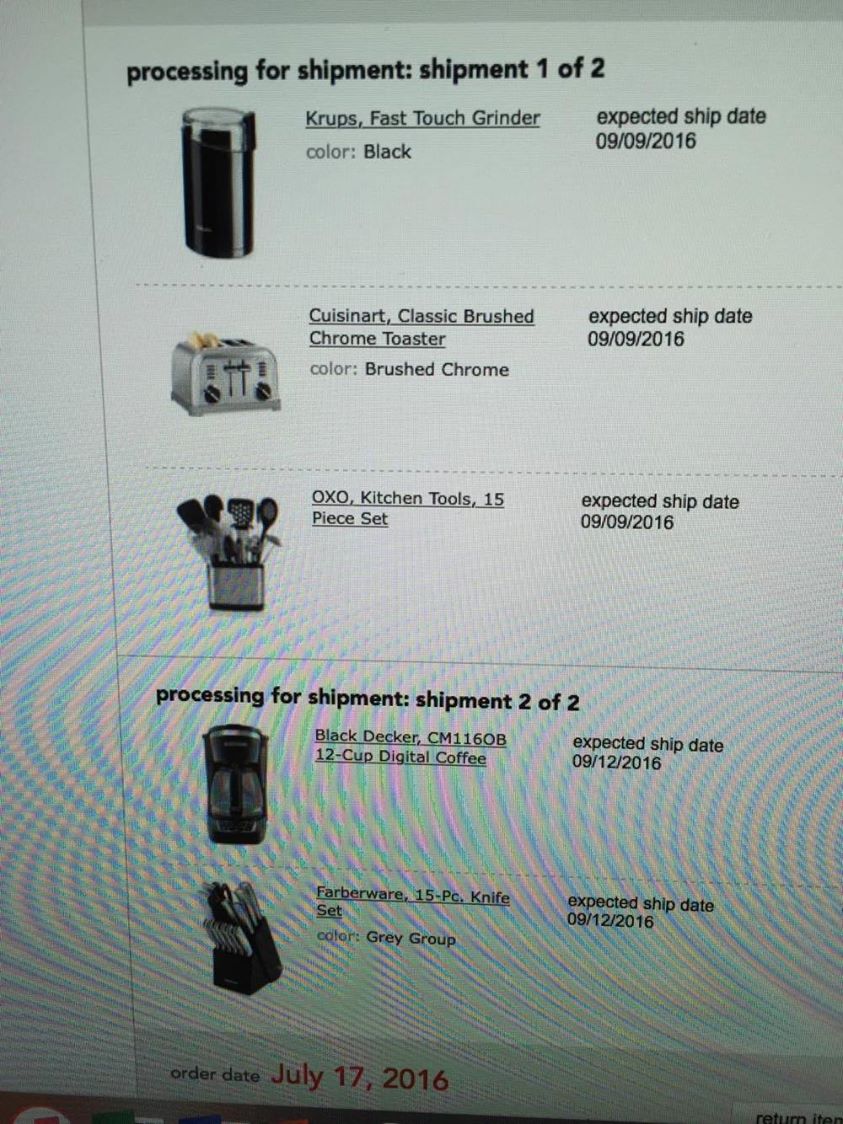 processing for shipment: shipment 1 of 2
Krups, Fast Touch Grinder
color: Black
expected ship date
09/09/2016
Cuisinart, Classic Brushed
Chrome Toaster
color: Brushed Chrome
expected ship date
09/09/2016
OXO, Kitchen Tools, 15
Piece Set
expected ship date
09/09/2016
processing for shipment: shipment 2 of 2
Black Decker, CM116OB
12-Cup Digital Coffee
expected ship date
09/12/2016
Farberware, 15-Pc. Knife
Set
color: Grey Group
expected ship date
09/12/2016
order date July 17, 2016
return